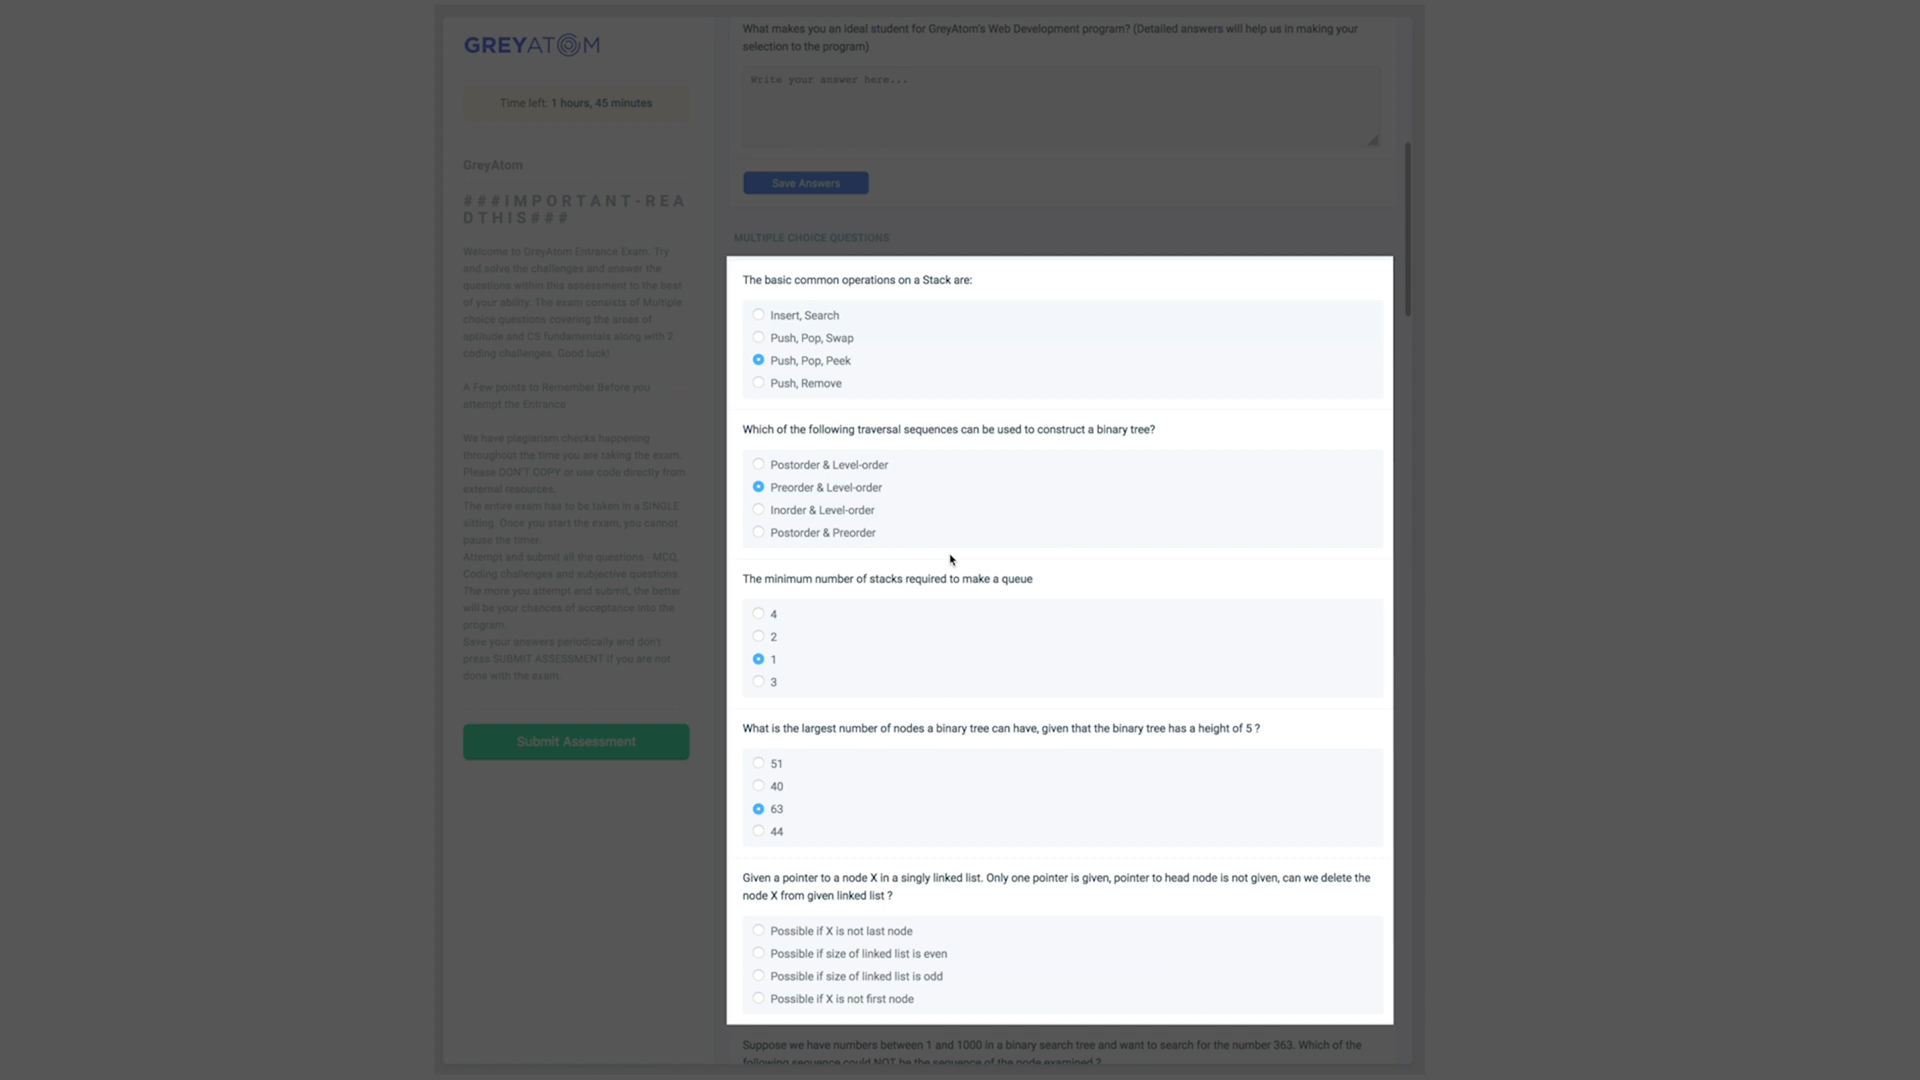 GREYATOM
Time left: 1 hours, 45 minutes
GreyAtom
###IMPORTANT-REA
DTHIS###
Welcome to GreyAtom Entrance Exam. Try
and solve the challenges and answer the
questions within this assessment to the best
of your ability. The exam consists of Multiple
choice questions covering the areas of
aptitude and CS fundamentals along with 2
coding challenges. Good luck!
A Few points to Remember Before you
attempt the Entrance
We have plagiarism checks happening
throughout the time you are taking the exam.
Please DON'T COPY or use code directly from
external resources.
The entire exam has to be taken in a SINGLE
sitting. Once you start the exam, you cannot
pause the timer.
Attempt and submit all the questions - MCQ,
Coding challenges and subjective questions.
The more you attempt and submit, the better
will be your chances of acceptance into the
program.
Save your answers periodically and don't
press SUBMIT ASSESSMENT if you are not
done with the exam.
Submit Assessment
What makes you an ideal student for GreyAtom's Web Development program? (Detailed answers will help us in making your
selection to the program)
Write your answer here...
Save Answers
MULTIPLE CHOICE QUESTIONS
The basic common operations on a Stack are:
Insert, Search
Push, Pop, Swap
Push, Pop, Peek
Push, Remove
Which of the following traversal sequences can be used to construct a binary tree?
Postorder & Level-order
Preorder & Level-order
Inorder & Level-order
Postorder & Preorder
The minimum number of stacks required to make a queue
4
2
1
3
What is the largest number of nodes a binary tree can have, given that the binary tree has a height of 5 ?
51
40
63
44
Given a pointer to a node X in a singly linked list. Only one pointer is given, pointer to head node is not given, can we delete the
node X from given linked list ?
Possible if X is not last node
Possible if size of linked list is even
Possible if size of linked list is odd
Possible if X is not first node
Suppose we have numbers between 1 and 1000 in a binary search tree and want to search for the number 363. Which of the
following sequence could NOT be the sequence of the node examined ?